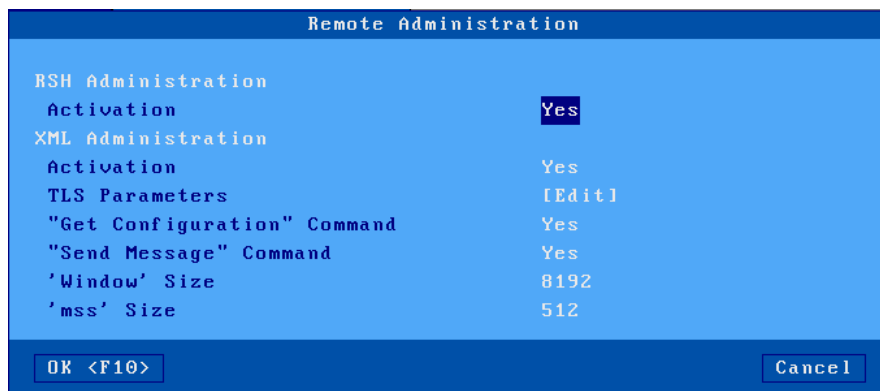 Remote Administration
RSH Administration
Activation Yes
XML Administration
Activation Yes
TLS Parameters [Edit]
"Get Configuration" Command Yes
"Send Message" Command Yes
'Window' Size 8192
'mss' Size 512
OK <F10> Cancel